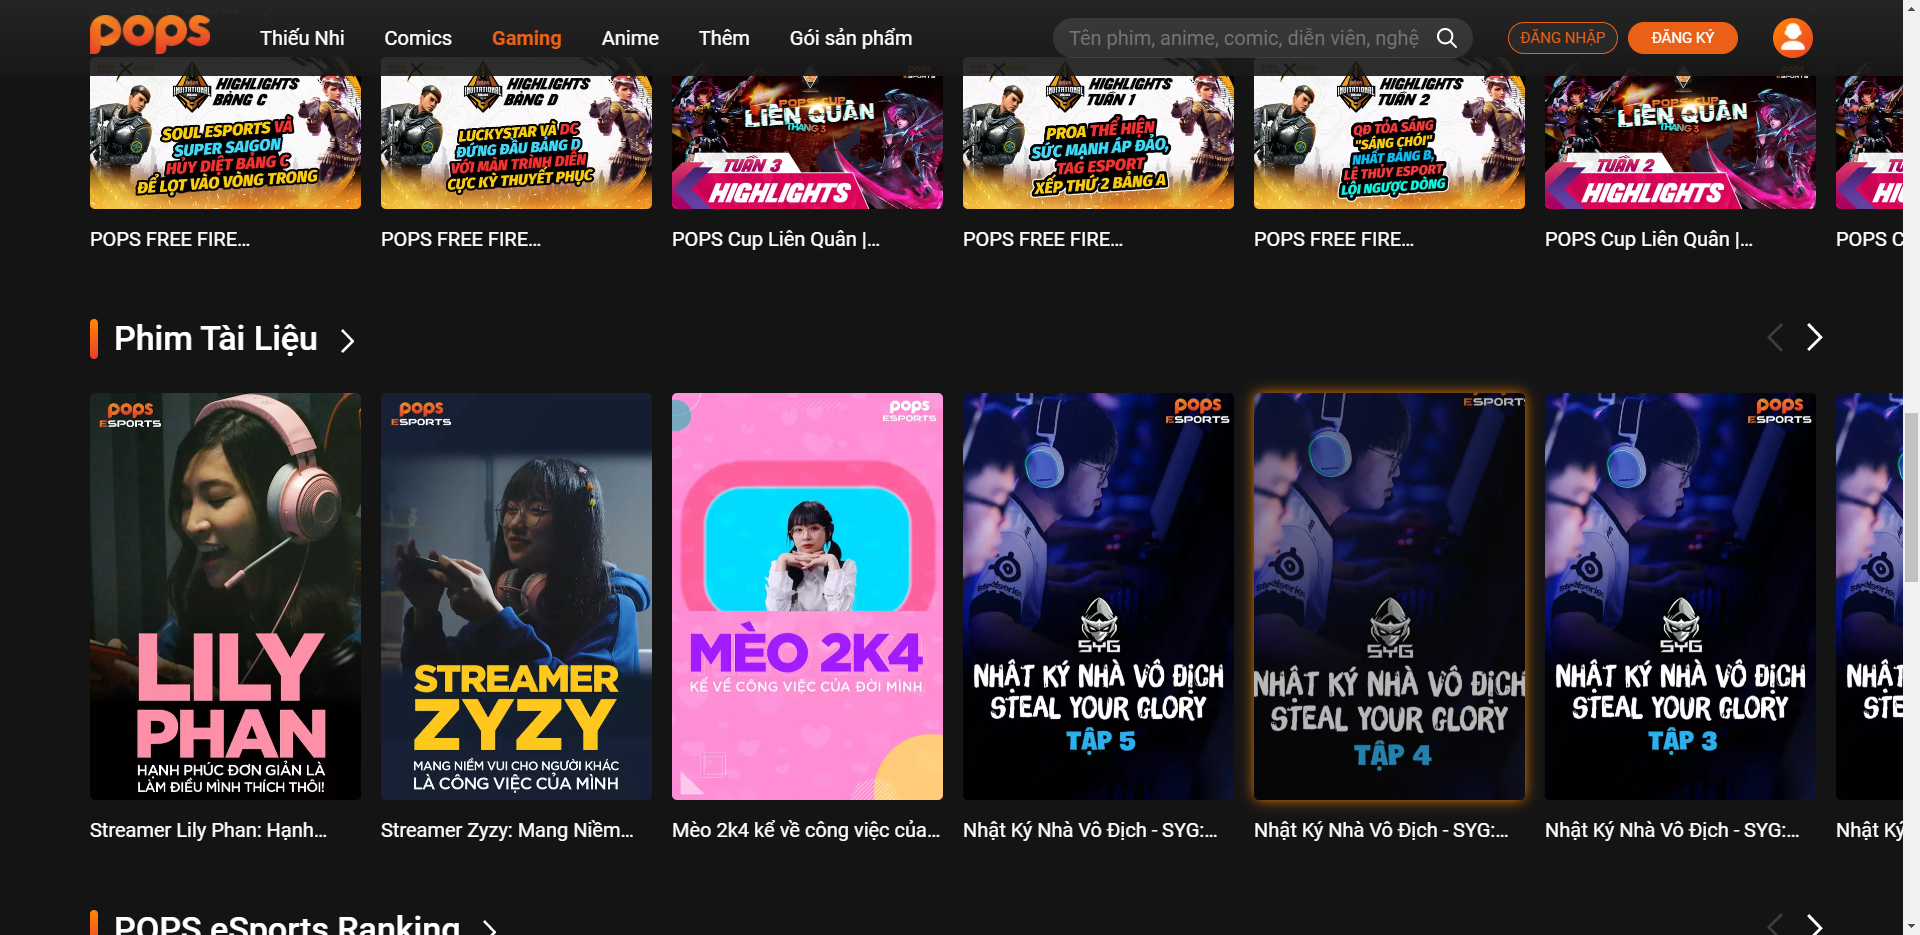 pops
Thiếu Nhi
Comics
Gaming
Anime
Thêm
Gói sản phẩm
Tên phim, anime, comic, diễn viên, nghệ
ĐĂNG NHẬP
ĐĂNG KÝ
INVITATIONAL
HIGHLIGHTS
BẢNG C
SOUL ESPORTS VÀ
SUPER SAIGON
HỦY DIỆT BẢNG C
ĐỂ LỌT VÀO VÒNG TRONG
INVITATIONAL
HIGHLIGHTS
BẢNG D
LUCKYSTAR VÀ DC
ĐỨNG ĐẦU BẢNG D
VỚI MÀN TRÌNH DIỄN
CỰC KỲ THUYẾT PHỤC
POPS CUP
LIÊN QUÂN
THÁNG 3
TUẦN 3
HIGHLIGHTS
INVITATIONAL
HIGHLIGHTS
TUẦN 1
PROA THỂ HIỆN
SỨC MẠNH ÁP ĐẢO,
TAG ESPORT
XẾP THỨ 2 BẢNG A
INVITATIONAL
HIGHLIGHTS
TUẦN 2
QĐ TỎA SÁNG
"SÁNG CHÓI"
NHẤT BẢNG B,
LỆ THỦY ESPORT
LỘI NGƯỢC DÒNG
POPS CUP
LIÊN QUÂN
THÁNG 3
TUẦN 2
HIGHLIGHTS
POPS FREE FIRE...
POPS FREE FIRE...
POPS Cup Liên Quân |...
POPS FREE FIRE...
POPS FREE FIRE...
POPS Cup Liên Quân |...
POPS C
Phim Tài Liệu
pops
ESPORTS
LILY
PHAN
HẠNH PHÚC ĐƠN GIẢN LÀ
LÀM ĐIỀU MÌNH THÍCH THÔI!
pops
ESPORTS
STREAMER
ZYZY
MANG NIỀM VUI CHO NGƯỜI KHÁC
LÀ CÔNG VIỆC CỦA MÌNH
pops
ESPORTS
MÈO 2K4
KỂ VỀ CÔNG VIỆC CỦA ĐỜI MÌNH
pops
ESPORTS
steelseries
SYG
NHẬT KÝ NHÀ VÔ ĐỊCH
STEAL YOUR GLORY
TẬP 5
ESPORT
steelseries
SYG
NHẬT KÝ NHÀ VÔ ĐỊCH
STEAL YOUR GLORY
TẬP 4
pops
ESPORTS
steelseries
SYG
NHẬT KÝ NHÀ VÔ ĐỊCH
STEAL YOUR GLORY
TẬP 3
Streamer Lily Phan: Hạnh...
Streamer Zyzy: Mang Niềm...
Mèo 2k4 kể về công việc của...
Nhật Ký Nhà Vô Địch - SYG:...
Nhật Ký Nhà Vô Địch - SYG:...
Nhật Ký Nhà Vô Địch - SYG:...
Nhật Ký
POPS eSports Ranking